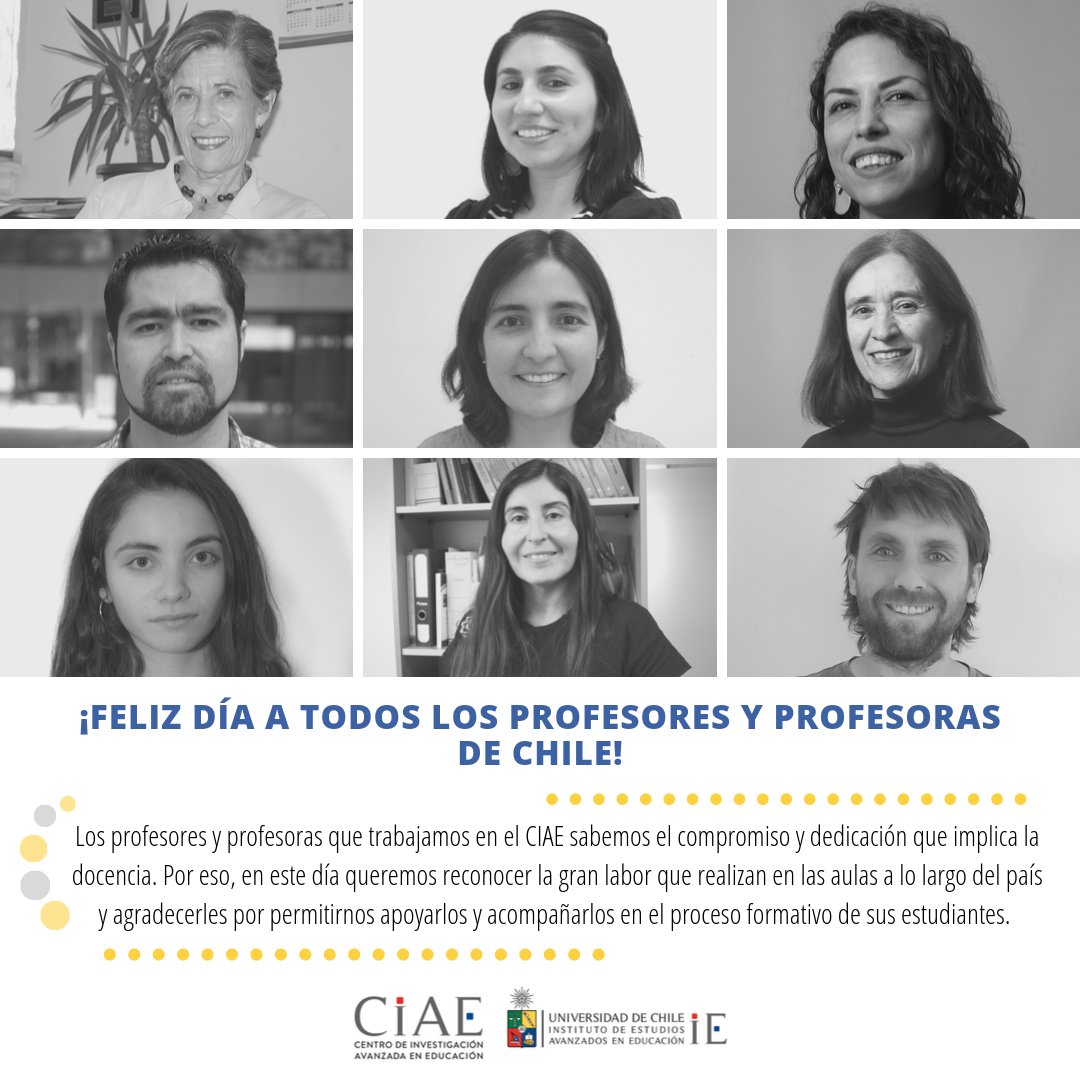 ¡FELIZ DÍA A TODOS LOS PROFESORES Y PROFESORAS
DE CHILE!
Los profesores y profesoras que trabajamos en el CIAE sabemos el compromiso y dedicación que implica la
docencia. Por eso, en este día queremos reconocer la gran labor que realizan en las aulas a lo largo del país
y agradecerles por permitirnos apoyarlos y acompañarlos en el proceso formativo de sus estudiantes.
CiAE
CENTRO DE INVESTIGACIÓN
AVANZADA EN EDUCACIÓN
UNIVERSIDAD DE CHILE
INSTITUTO DE ESTUDIOS
AVANZADOS EN EDUCACIÓN
iE